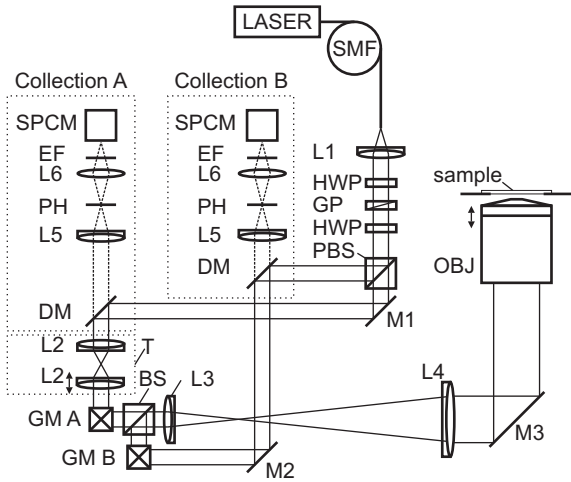 LASER
SMF
Collection A
Collection B
SPCM
SPCM
EF
EF
L1
L6
L6
HWP
sample
PH
PH
GP
L5
L5
HWP
PBS
OBJ
DM
DM
M1
L2
T
L2
BS
L3
L4
GM A
M3
GM B
M2